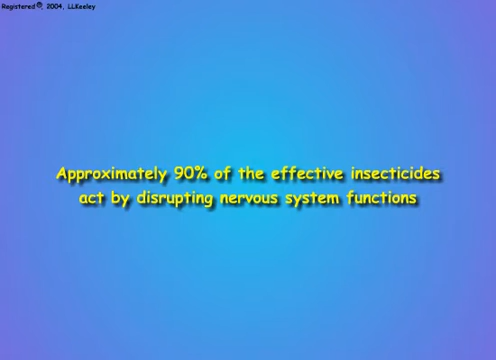 Registered®, 2004, LLKeeley
Approximately 90% of the effective insecticides
act by disrupting nervous system functions